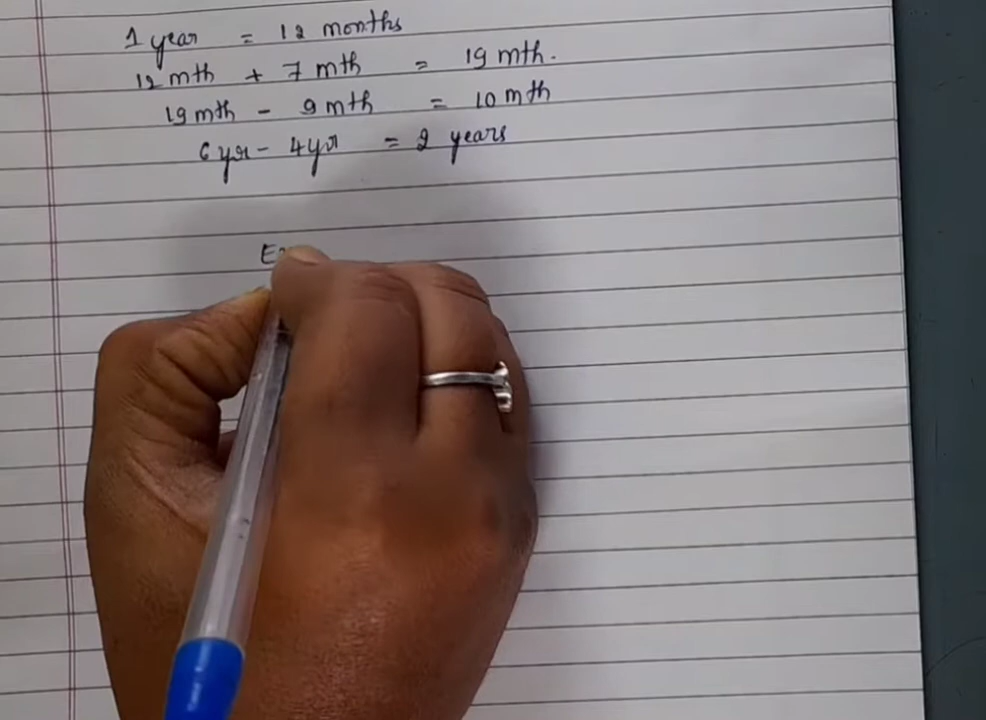 1 year = 12 months
12 mth + 7 mth = 19 mth.
19 mth - 9 mth = 10 mth
6 yr - 4 yr = 2 years